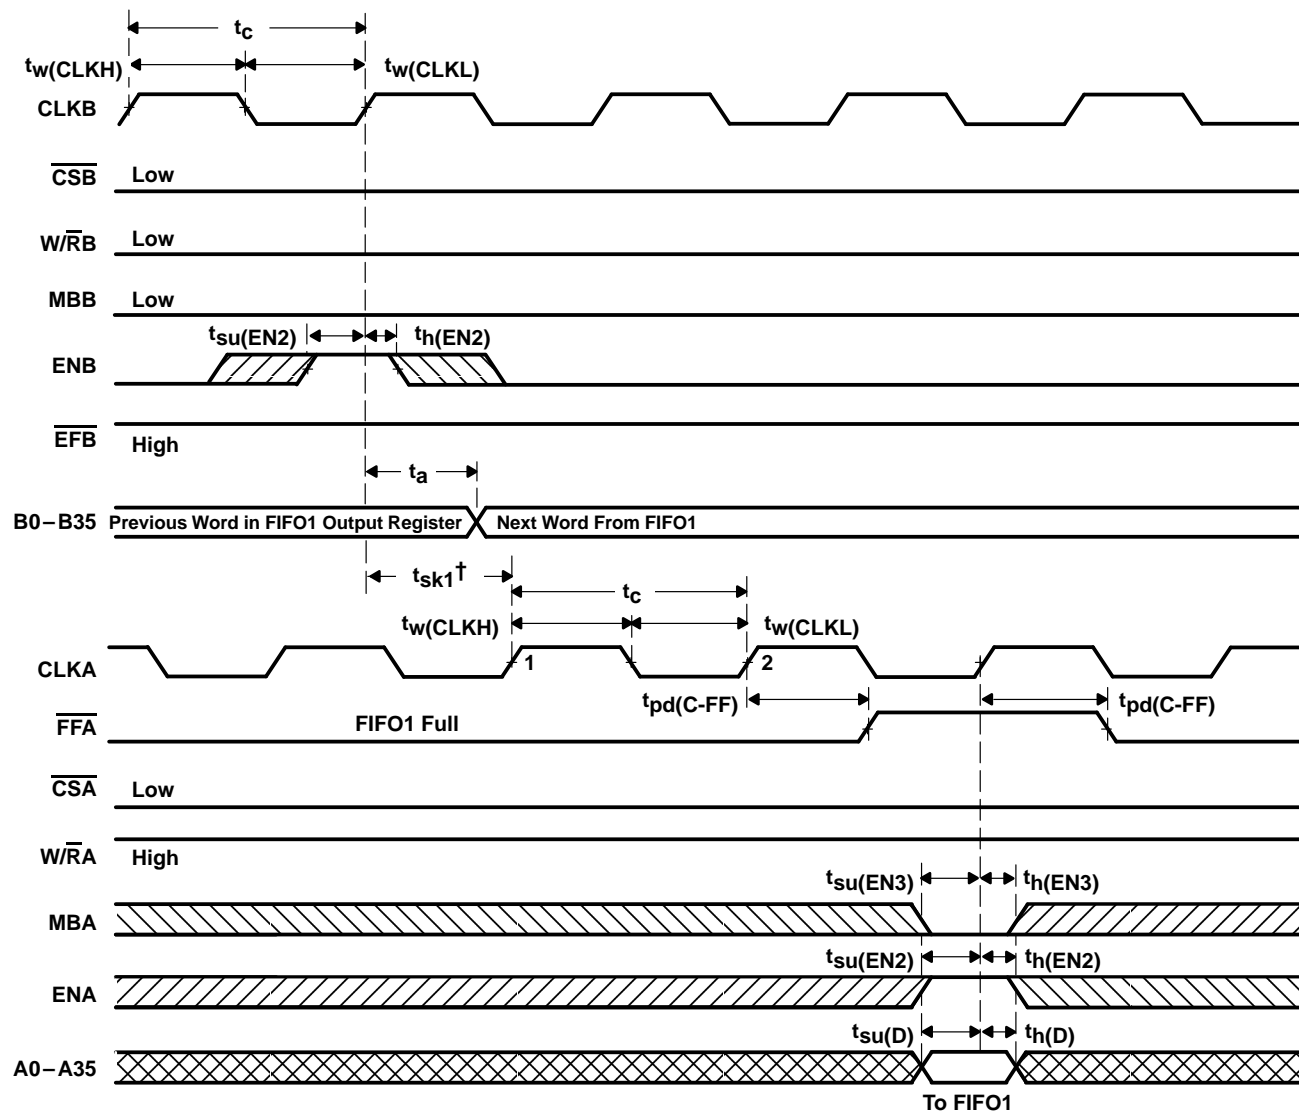 tc
tw(CLKH) tw(CLKL)
CLKB
CSB Low
W/RB Low
MBB Low
tsu(EN2) th(EN2)
ENB
EFB High
ta
B0–B35 Previous Word in FIFO1 Output Register Next Word From FIFO1
tsk1†
tc
tw(CLKH) tw(CLKL)
CLKA 1 2
tpd(C-FF) tpd(C-FF)
FFA FIFO1 Full
CSA Low
W/RA High
tsu(EN3) th(EN3)
MBA
tsu(EN2) th(EN2)
ENA
tsu(D) th(D)
A0–A35
To FIFO1